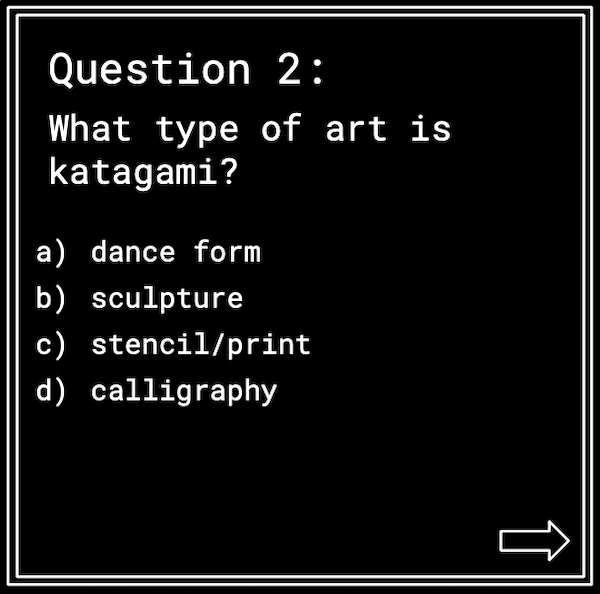 Question 2:
What type of art is
katagami?
a) dance form
b) sculpture
c) stencil/print
d) calligraphy